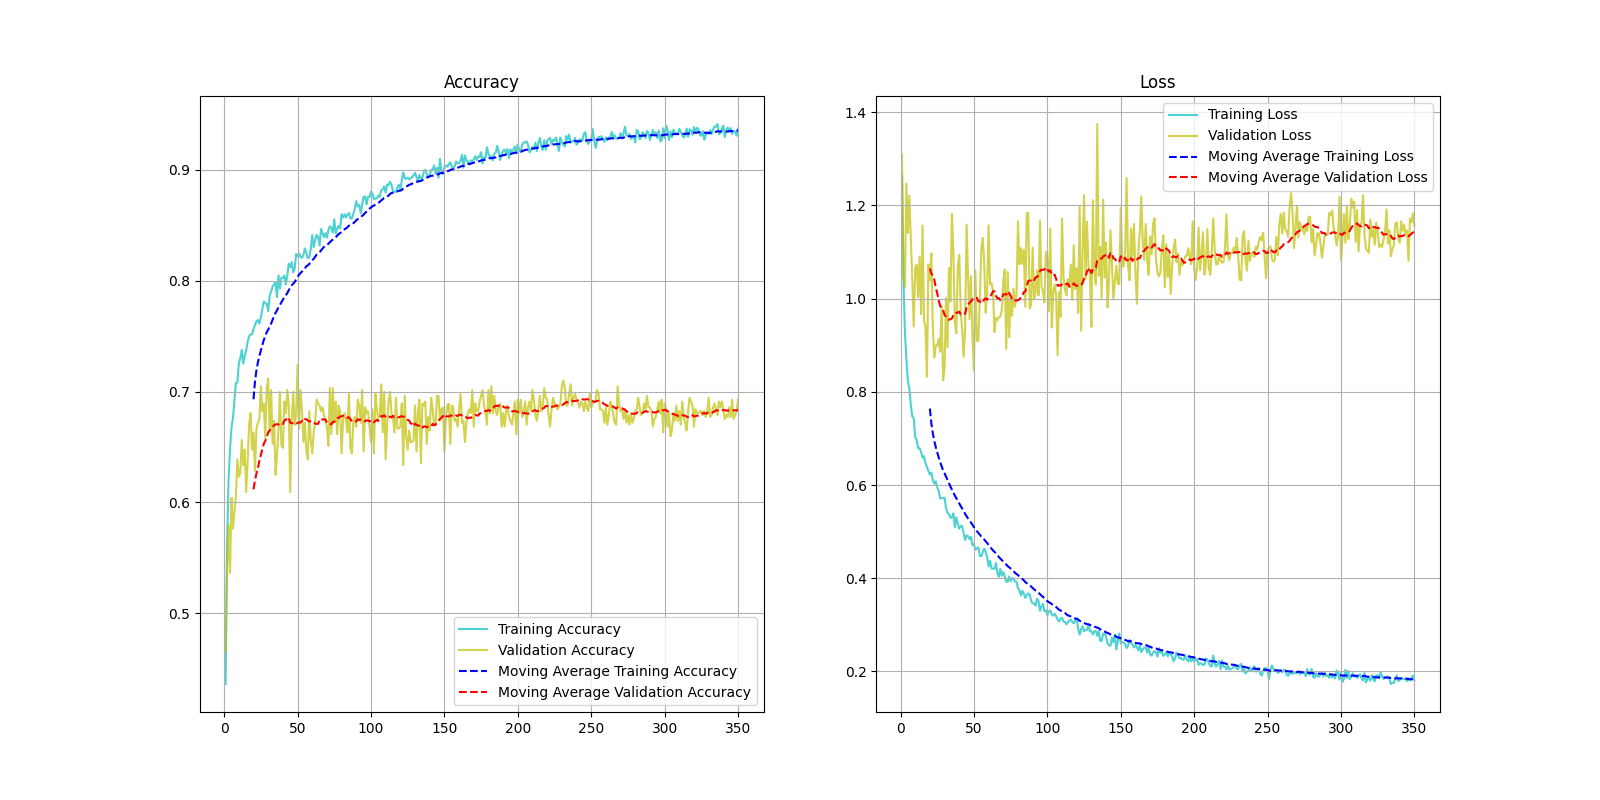 Accuracy
0.9
0.8
0.7
0.6
0.5
0 50 100 150 200 250 300 350
Training Accuracy
Validation Accuracy
Moving Average Training Accuracy
Moving Average Validation Accuracy
Loss
1.4
1.2
1.0
0.8
0.6
0.4
0.2
0 50 100 150 200 250 300 350
Training Loss
Validation Loss
Moving Average Training Loss
Moving Average Validation Loss